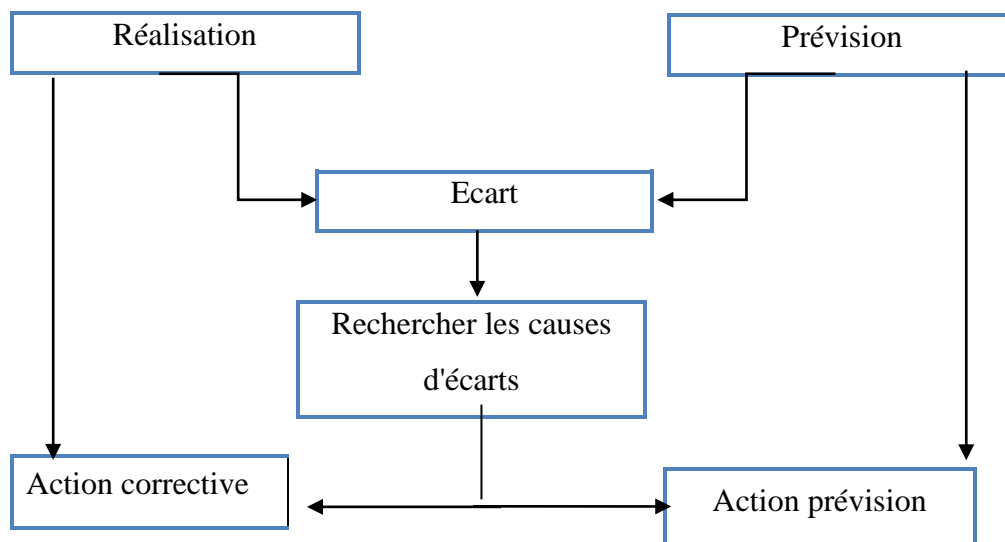 Réalisation
Prévision
Ecart
Rechercher les causes
d'écarts
Action corrective
Action prévision